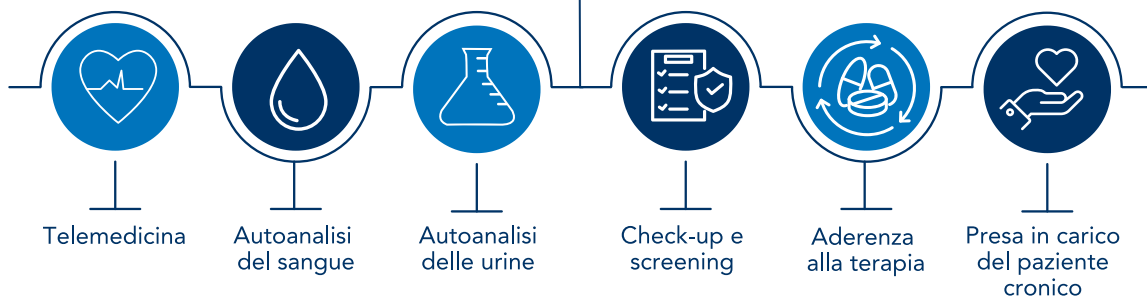 Telemedicina
Autoanalisi
del sangue
Autoanalisi
delle urine
Check-up e
screening
Aderenza
alla terapia
Presa in carico
del paziente
cronico